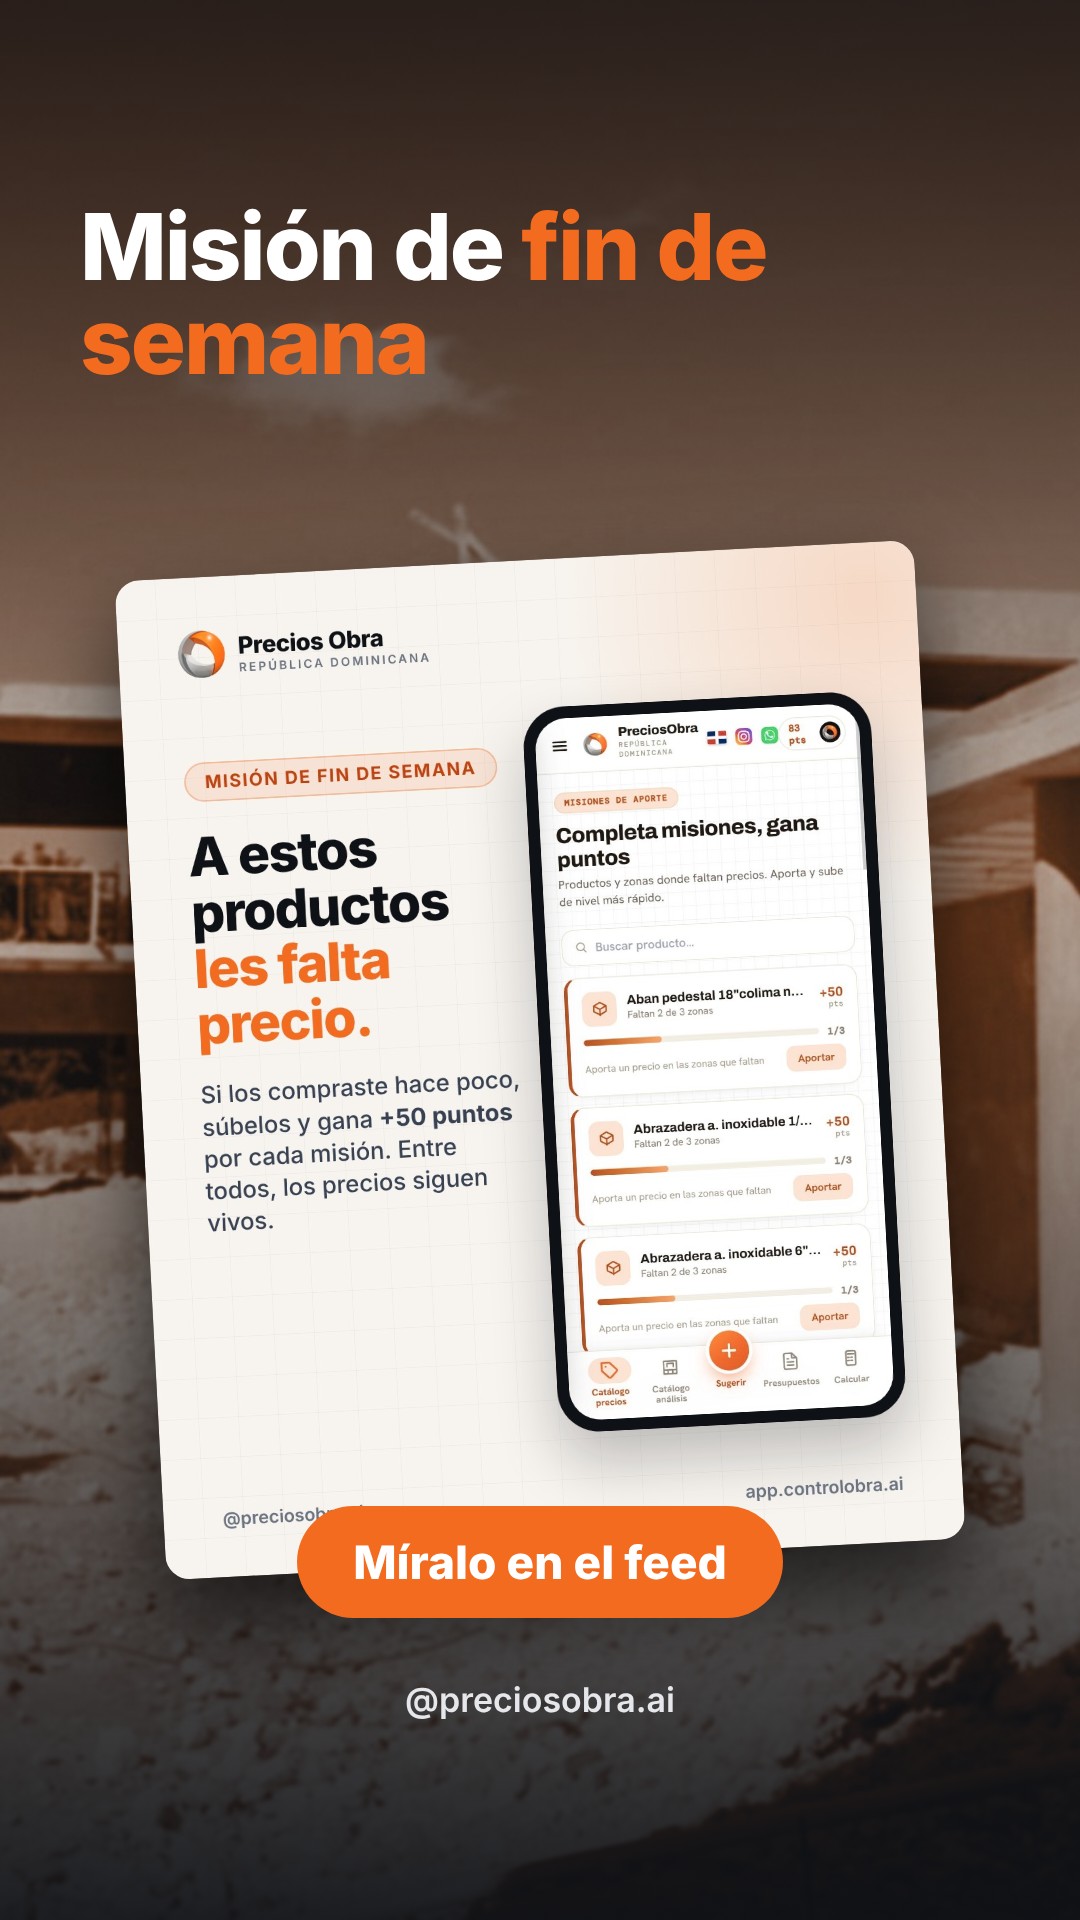 Misión de fin de
semana
Precios Obra
REPÚBLICA DOMINICANA
MISIÓN DE FIN DE SEMANA
A estos
productos
les falta
precio.
Si los compraste hace poco,
súbelos y gana +50 puntos
por cada misión. Entre
todos, los precios siguen
vivos.
PreciosObra
REPÚBLICA
DOMINICANA
83
pts
MISIONES DE APORTE
Completa misiones, gana
puntos
Productos y zonas donde faltan precios. Aporta y sube
de nivel más rápido.
Buscar producto...
Aban pedestal 18"colima n... +50
Faltan 2 de 3 zonas pts
1/3
Aporta un precio en las zonas que faltan Aportar
Abrazadera a. inoxidable 1/... +50
Faltan 2 de 3 zonas pts
1/3
Aporta un precio en las zonas que faltan Aportar
Abrazadera a. inoxidable 6"... +50
Faltan 2 de 3 zonas pts
1/3
Aporta un precio en las zonas que faltan Aportar
Catálogo
precios
Catálogo
análisis
Sugerir
Presupuestos
Calcular
app.controlobra.ai
Míralo en el feed
@preciosobra.ai